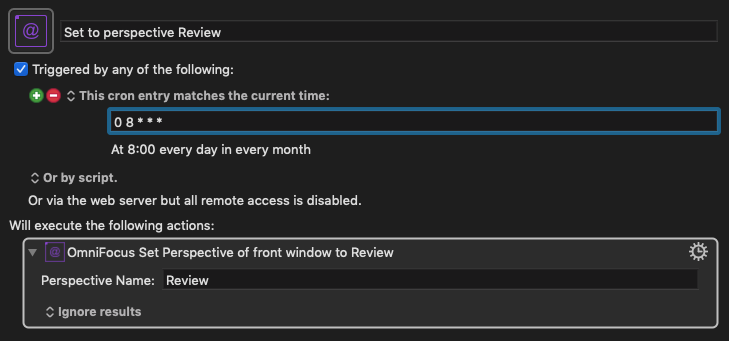 @
Set to perspective Review
Triggered by any of the following:
This cron entry matches the current time:
0 8 * * *
At 8:00 every day in every month
Or by script.
Or via the web server but all remote access is disabled.
Will execute the following actions:
@ OmniFocus Set Perspective of front window to Review
Perspective Name: Review
Ignore results